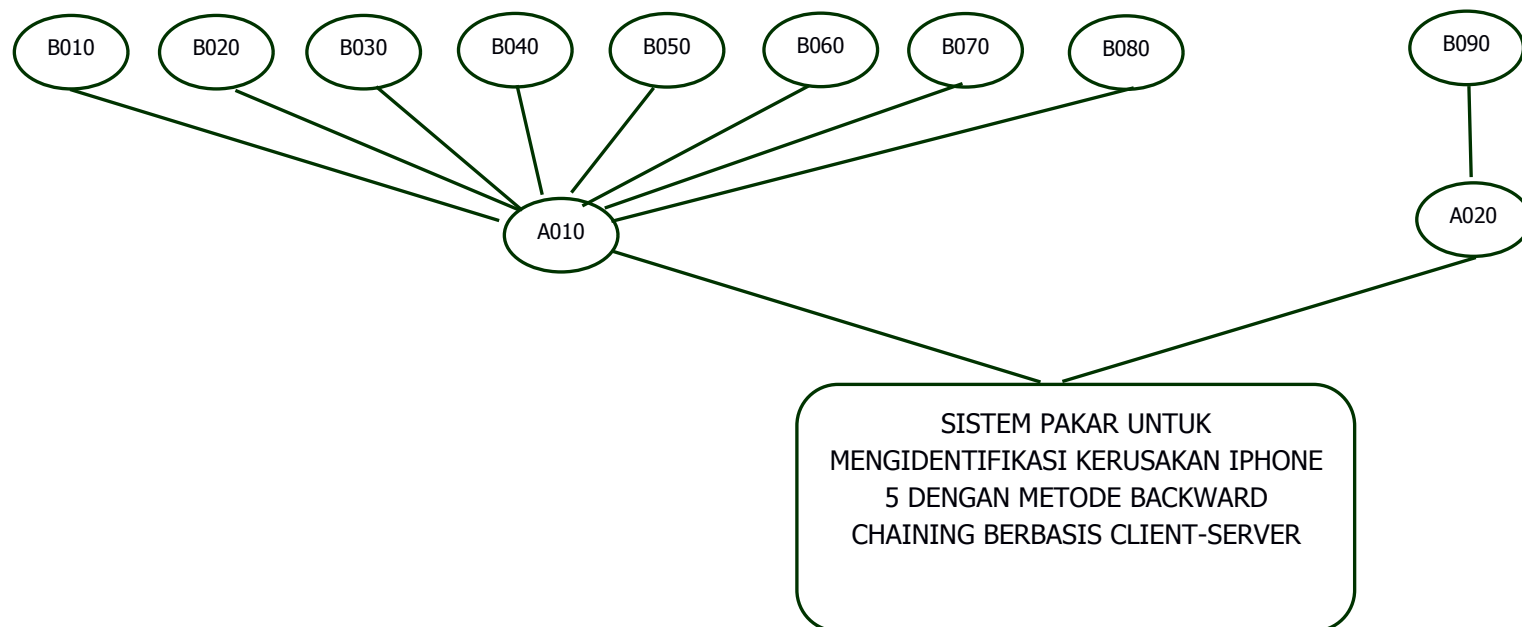 B010
B020
B030
B040
B050
B060
B070
B080
B090
A010
A020
SISTEM PAKAR UNTUK
MENGIDENTIFIKASI KERUSAKAN IPHONE
5 DENGAN METODE BACKWARD
CHAINING BERBASIS CLIENT-SERVER